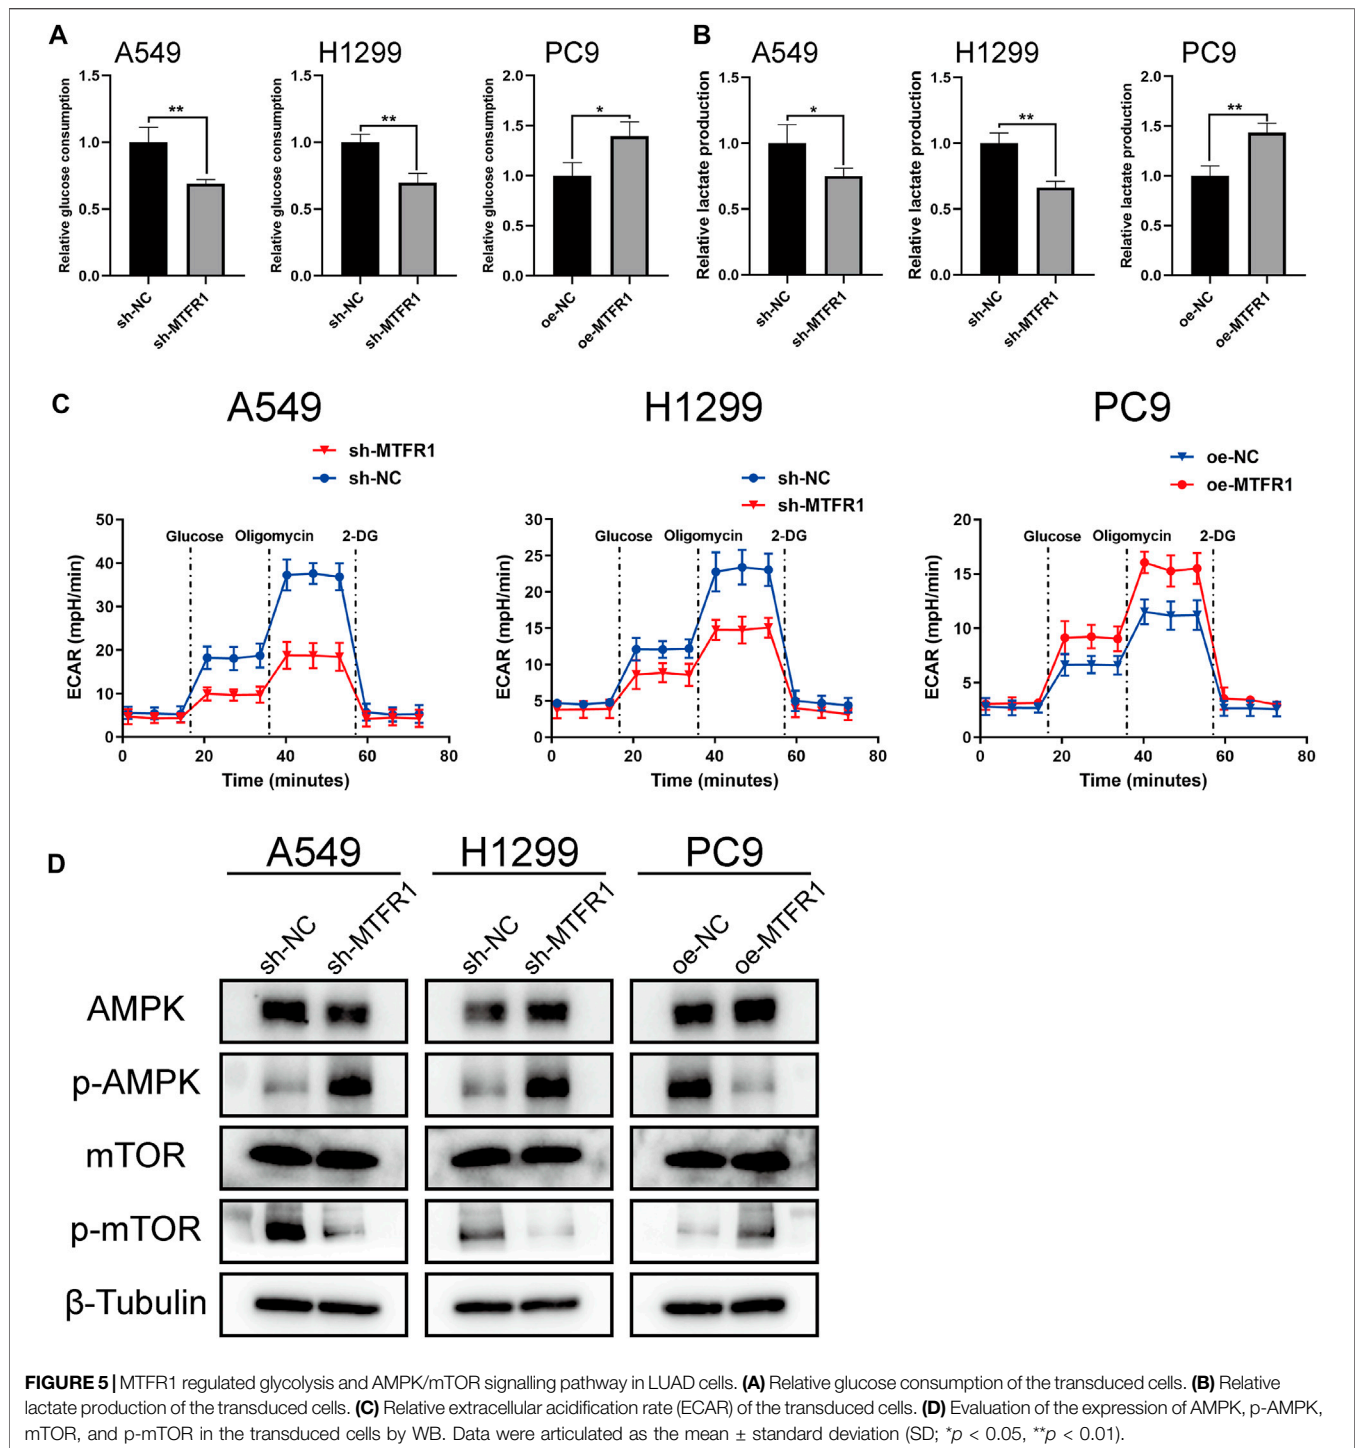 A
B
A549
H1299
PC9
A549
H1299
PC9
Relative glucose consumption
1.5
1.0
0.5
0.0
**
sh-NC
sh-MTFR1
Relative glucose consumption
1.5
1.0
0.5
0.0
**
sh-NC
sh-MTFR1
Relative glucose consumption
2.0
1.5
1.0
0.5
0.0
*
oe-NC
oe-MTFR1
Relative lactate production
1.5
1.0
0.5
0.0
*
sh-NC
sh-MTFR1
Relative lactate production
1.5
1.0
0.5
0.0
**
sh-NC
sh-MTFR1
Relative lactate production
2.0
1.5
1.0
0.5
0.0
**
oe-NC
oe-MTFR1
C
A549
sh-MTFR1
sh-NC
ECAR (mpH/min)
50
40
30
20
10
0
Glucose
Oligomycin
2-DG
0 20 40 60 80
Time (minutes)
H1299
sh-NC
sh-MTFR1
ECAR (mpH/min)
30
25
20
15
10
5
0
Glucose
Oligomycin
2-DG
0 20 40 60 80
Time (minutes)
PC9
oe-NC
oe-MTFR1
ECAR (mpH/min)
20
15
10
5
0
Glucose
Oligomycin
2-DG
0 20 40 60 80
Time (minutes)
D
A549 H1299 PC9
sh-NC sh-MTFR1 sh-NC sh-MTFR1 oe-NC oe-MTFR1
AMPK
p-AMPK
mTOR
p-mTOR
β-Tubulin
FIGURE 5 | MTFR1 regulated glycolysis and AMPK/mTOR signalling pathway in LUAD cells. (A) Relative glucose consumption of the transduced cells. (B) Relative
lactate production of the transduced cells. (C) Relative extracellular acidification rate (ECAR) of the transduced cells. (D) Evaluation of the expression of AMPK, p-AMPK,
mTOR, and p-mTOR in the transduced cells by WB. Data were articulated as the mean ± standard deviation (SD; *p < 0.05, **p < 0.01).